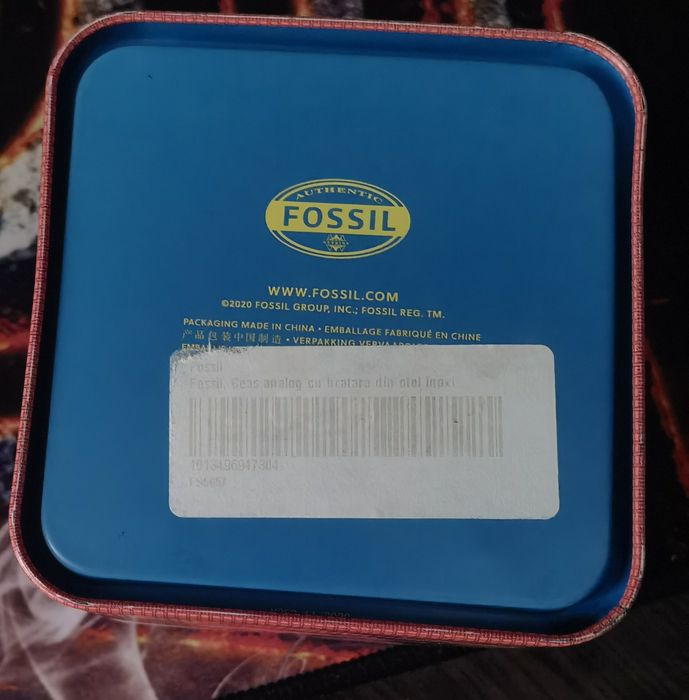 AUTHENTIC
FOSSIL
WWW.FOSSIL.COM
©2020 FOSSIL GROUP, INC.; FOSSIL REG. TM.
PACKAGING MADE IN CHINA • EMBALLAGE FABRIQUÉ EN CHINE
产品包装中国制造 • VERPAKKING
Fossil
Fossil, Ceas analog cu bratara din otel inoxi